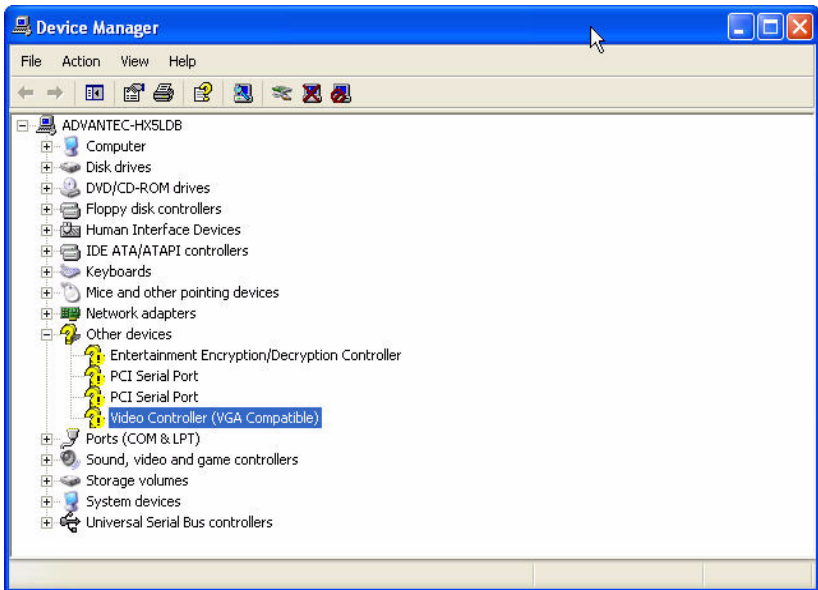 Device Manager
File Action View Help
ADVANTEC-HX5LDB
Computer
Disk drives
DVD/CD-ROM drives
Floppy disk controllers
Human Interface Devices
IDE ATA/ATAPI controllers
Keyboards
Mice and other pointing devices
Network adapters
Other devices
Entertainment Encryption/Decryption Controller
PCI Serial Port
PCI Serial Port
Video Controller (VGA Compatible)
Ports (COM & LPT)
Sound, video and game controllers
Storage volumes
System devices
Universal Serial Bus controllers